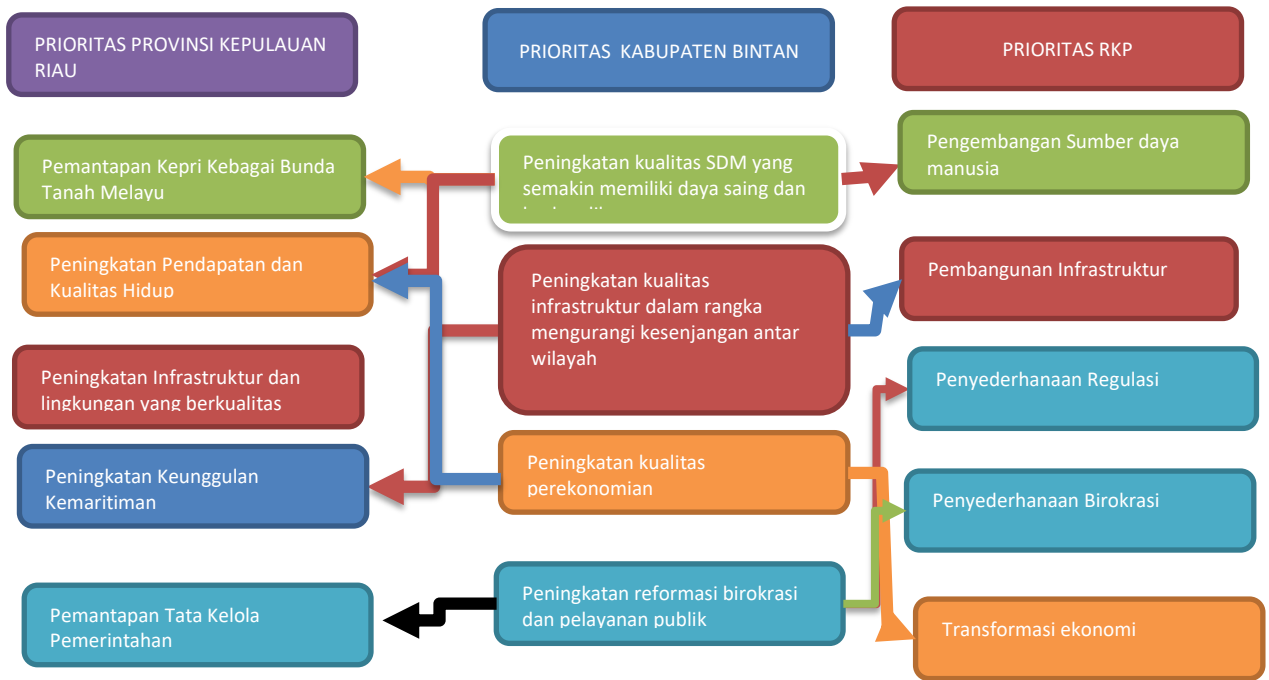 PRIORITAS PROVINSI KEPULAUAN
RIAU
PRIORITAS KABUPATEN BINTAN
PRIORITAS RKP
Pemantapan Kepri Kebagai Bunda
Tanah Melayu
Peningkatan Pendapatan dan
Kualitas Hidup
Peningkatan Infrastruktur dan
lingkungan yang berkualitas
Peningkatan Keunggulan
Kemaritiman
Pemantapan Tata Kelola
Pemerintahan
Peningkatan kualitas SDM yang
semakin memiliki daya saing dan
Peningkatan kualitas
infrastruktur dalam rangka
mengurangi kesenjangan antar
wilayah
Peningkatan kualitas
perekonomian
Peningkatan reformasi birokrasi
dan pelayanan publik
Pengembangan Sumber daya
manusia
Pembangunan Infrastruktur
Penyederhanaan Regulasi
Penyederhanaan Birokrasi
Transformasi ekonomi